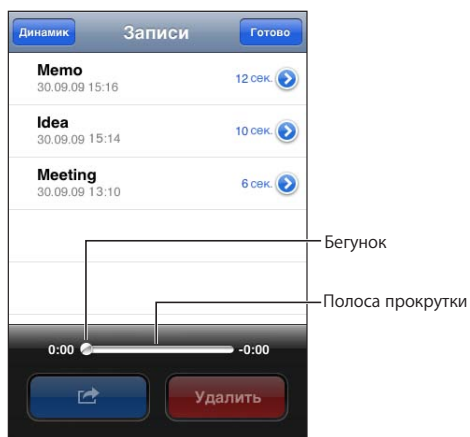 Динамик Записи Готово
Memo
30.09.09 15:16 12 сек.
Idea
30.09.09 15:14 10 сек.
Meeting
30.09.09 13:10 6 сек.
Бегунок
Полоса прокрутки
0:00 -0:00
Удалить